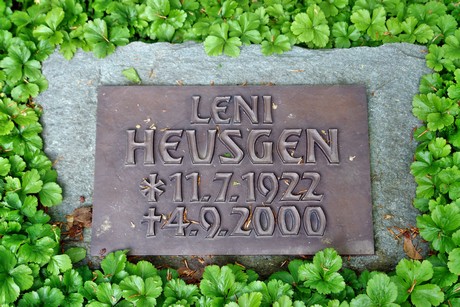 LENI
HEUSGEN
* 11.7.1922
† 4.9.2000